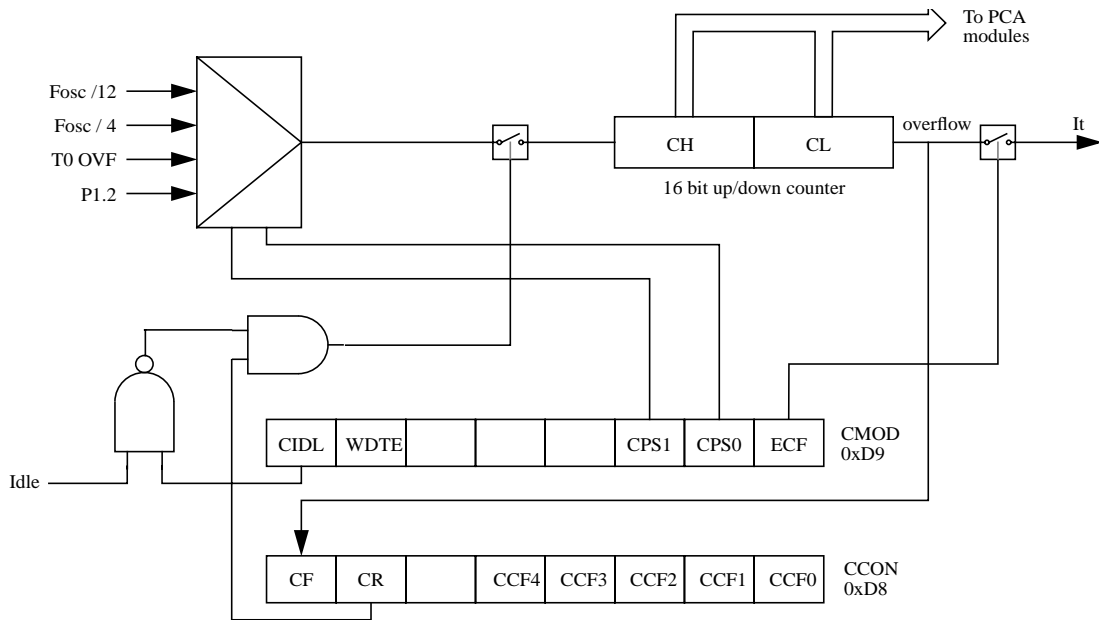 To PCA
modules
Fosc /12
Fosc / 4
T0 OVF
P1.2
CH
CL
overflow
It
16 bit up/down counter
CIDL WDTE CPS1 CPS0 ECF
CMOD
0xD9
Idle
CF CR CCF4 CCF3 CCF2 CCF1 CCF0
CCON
0xD8